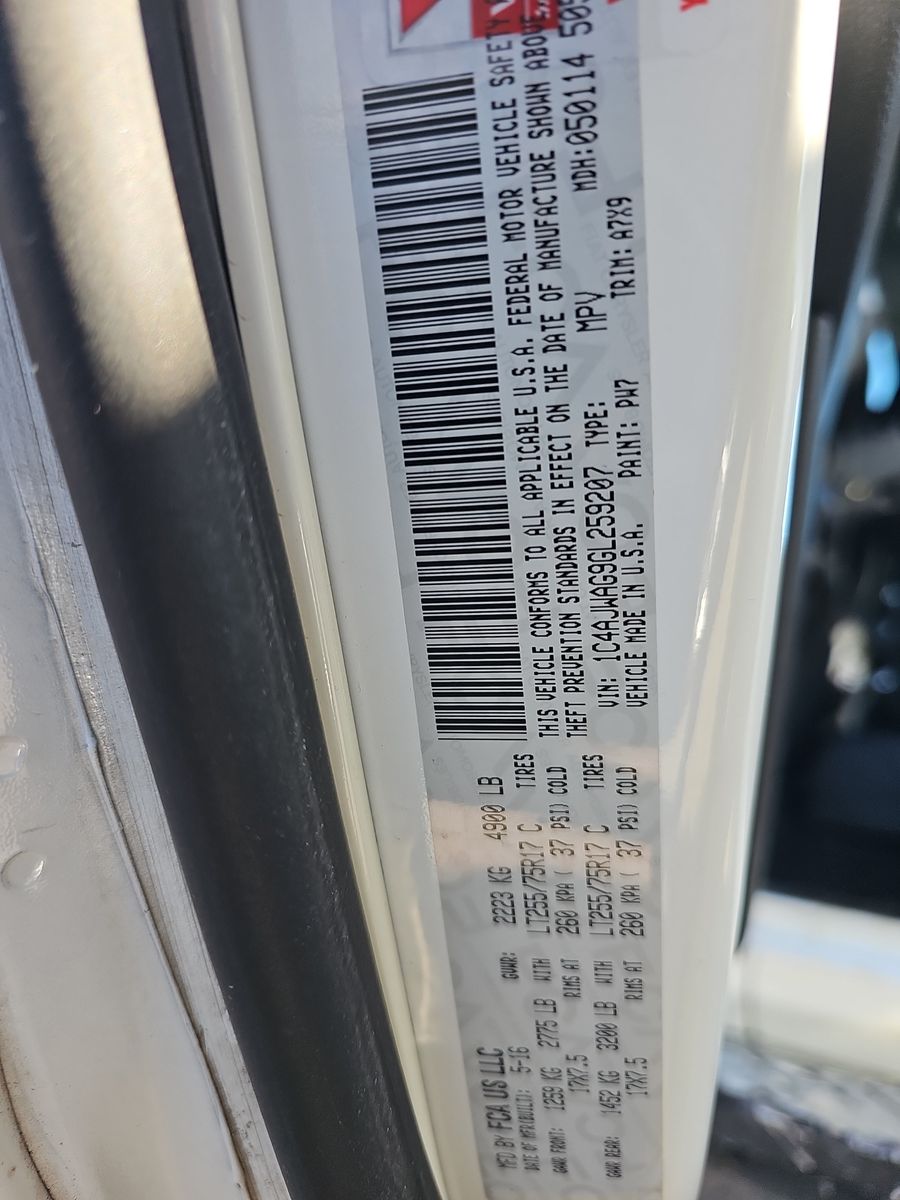 MFD BY FCA US LLC
DATE OF MFR(BUILT): 5-16 GVWR: 2223 KG 4900 LB
GAWR FRONT: 1259 KG 2775 LB WITH LT255/75R17 C TIRES
17X7.5 RIMS AT 260 KPA ( 37 PSI) COLD
GAWR REAR: 1452 KG 3200 LB WITH LT255/75R17 C TIRES
17X7.5 RIMS AT 260 KPA ( 37 PSI) COLD
THIS VEHICLE CONFORMS TO ALL APPLICABLE U.S.A. FEDERAL MOTOR VEHICLE SAFETY
THEFT PREVENTION STANDARDS IN EFFECT ON THE DATE OF MANUFACTURE SHOWN ABOVE.
VIN: 1C4AJWAG9GL259207 TYPE: MPV MDH:050114 505
VEHICLE MADE IN U.S.A. PAINT: PW7 TRIM: A7X9